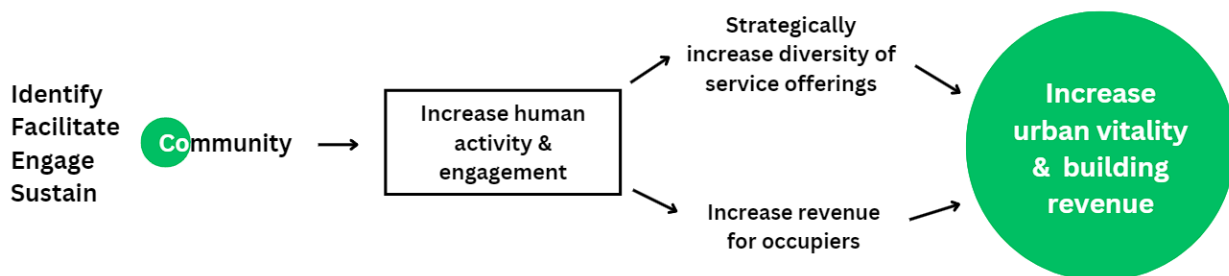 Identify
Facilitate
Engage
Sustain
Community
Increase human
activity &
engagement
Strategically
increase diversity of
service offerings
Increase revenue
for occupiers
Increase
urban vitality
& building
revenue